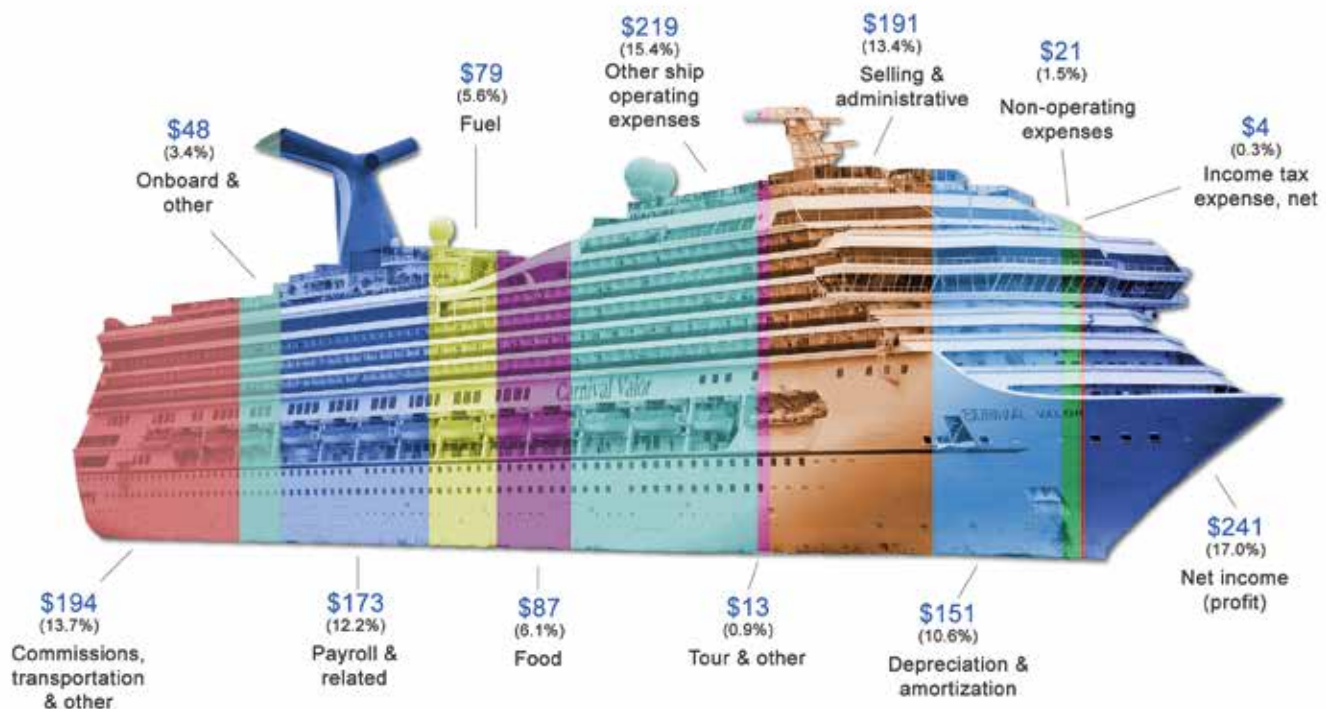 $219
(15.4%)
Other ship
operating
expenses
$191
(13.4%)
Selling &
administrative
$21
(1.5%)
Non-operating
expenses
$79
(5.6%)
Fuel
$4
(0.3%)
Income tax
expense, net
$48
(3.4%)
Onboard &
other
Carnival Valor
$241
(17.0%)
Net income
(profit)
$194
(13.7%)
Commissions,
transportation
& other
$173
(12.2%)
Payroll &
related
$87
(6.1%)
Food
$13
(0.9%)
Tour & other
$151
(10.6%)
Depreciation &
amortization